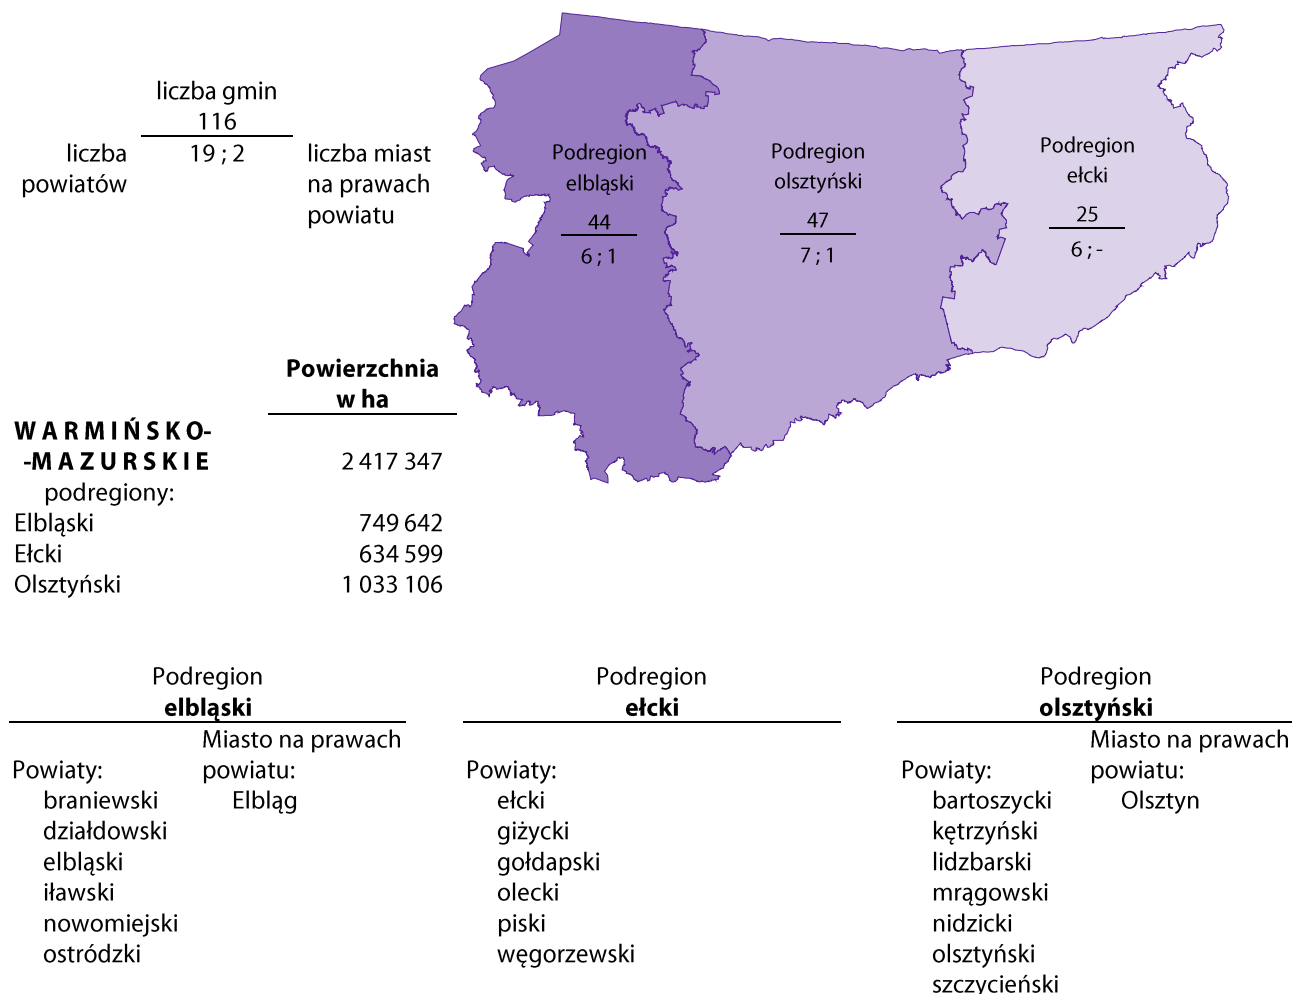 liczba gmin
116
19 ; 2
liczba
powiatów
liczba miast
na prawach
powiatu
Podregion
elbląski
44
6 ; 1
Podregion
olsztyński
47
7 ; 1
Podregion
ełcki
25
6 ; -
Powierzchnia
w ha
WARMIŃSKO-
-MAZURSKIE 2 417 347
podregiony:
Elbląski 749 642
Ełcki 634 599
Olsztyński 1 033 106
Podregion
elbląski
Miasto na prawach
Powiaty: powiatu:
braniewski Elbląg
działdowski
elbląski
iławski
nowomiejski
ostródzki
Podregion
ełcki
Powiaty:
ełcki
giżycki
gołdapski
olecki
piski
węgorzewski
Podregion
olsztyński
Miasto na prawach
Powiaty: powiatu:
bartoszycki Olsztyn
kętrzyński
lidzbarski
mrągowski
nidzicki
olsztyński
szczycieński